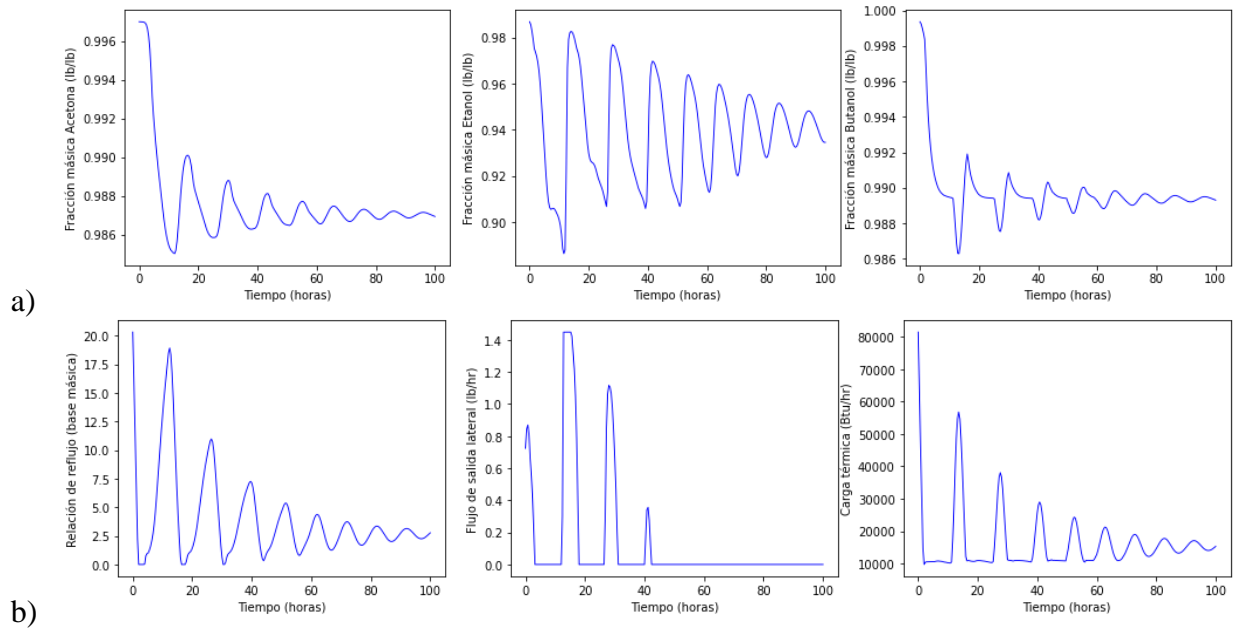 Fracción másica Acetona (lb/lb)
0.996
0.994
0.992
0.990
0.988
0.986
0 20 40 60 80 100
Tiempo (horas)
Fracción másica Etanol (lb/lb)
0.98
0.96
0.94
0.92
0.90
0 20 40 60 80 100
Tiempo (horas)
Fracción másica Butanol (lb/lb)
1.000
0.998
0.996
0.994
0.992
0.990
0.988
0.986
0 20 40 60 80 100
Tiempo (horas)
a)
Relación de reflujo (base másica)
20.0
17.5
15.0
12.5
10.0
7.5
5.0
2.5
0.0
0 20 40 60 80 100
Tiempo (horas)
Flujo de salida lateral (lb/hr)
1.4
1.2
1.0
0.8
0.6
0.4
0.2
0.0
0 20 40 60 80 100
Tiempo (horas)
Carga térmica (Btu/hr)
80000
70000
60000
50000
40000
30000
20000
10000
0 20 40 60 80 100
Tiempo (horas)
b)